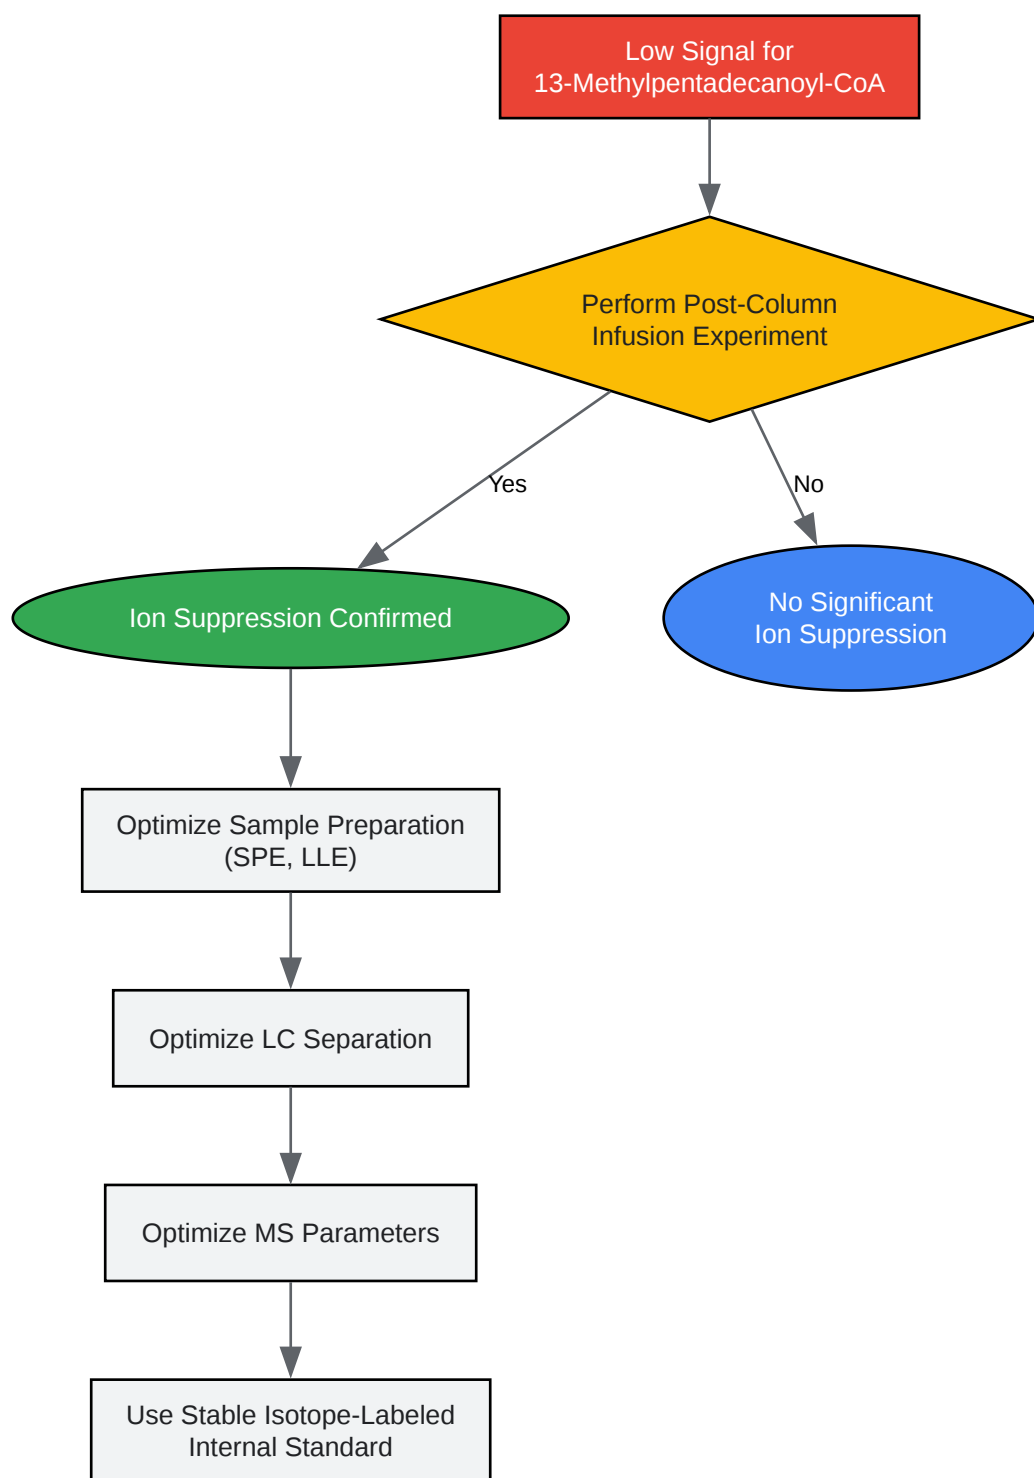 Low Signal for
13-Methylpentadecanoyl-CoA
Perform Post-Column
Infusion Experiment
Yes
No
Ion Suppression Confirmed
No Significant
Ion Suppression
Optimize Sample Preparation
(SPE, LLE)
Optimize LC Separation
Optimize MS Parameters
Use Stable Isotope-Labeled
Internal Standard